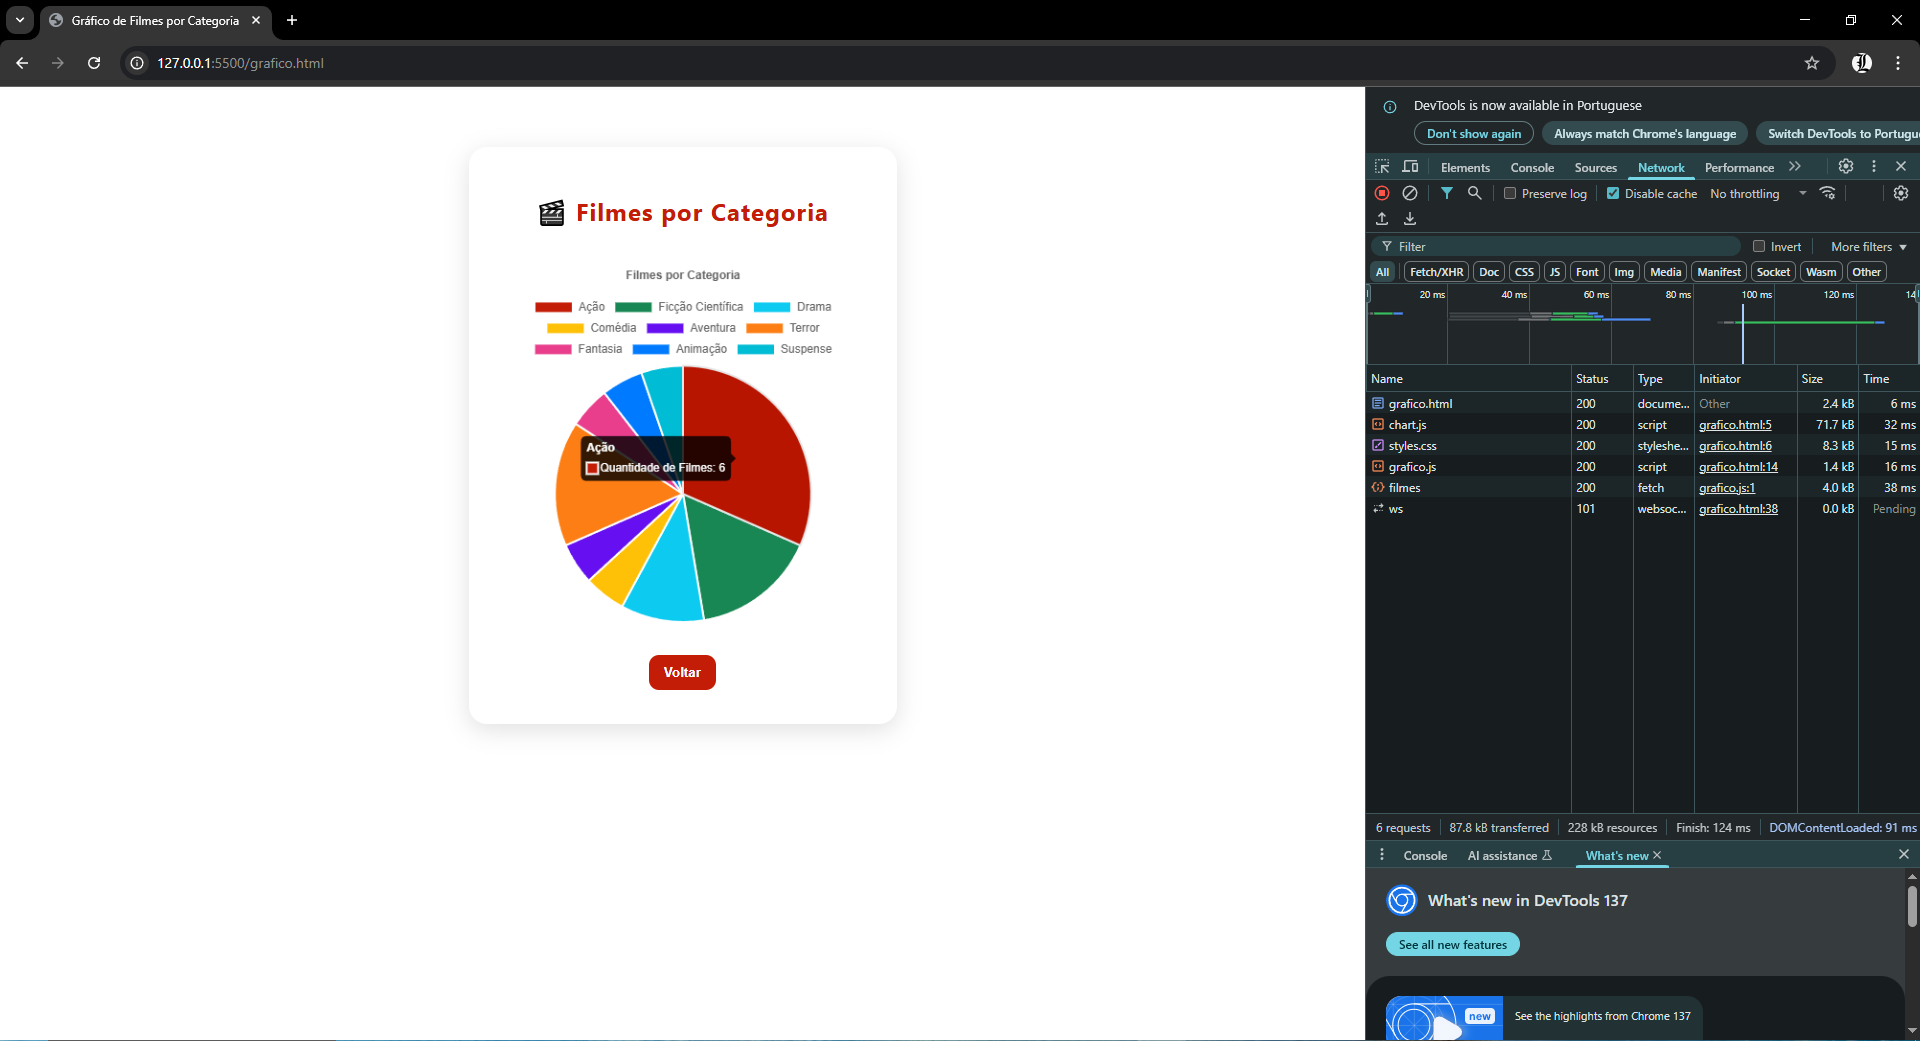 Gráfico de Filmes por Categoria
127.0.0.1:5500/grafico.html
Filmes por Categoria
Filmes por Categoria
Ação Ficção Científica Drama
Comédia Aventura Terror
Fantasia Animação Suspense
Ação
Quantidade de Filmes: 6
Voltar
DevTools is now available in Portuguese
Don't show again Always match Chrome's language Switch DevTools to Portugu
Elements Console Sources Network Performance
Preserve log Disable cache No throttling
Filter Invert More filters
All Fetch/XHR Doc CSS JS Font Img Media Manifest Socket Wasm Other
20 ms 40 ms 60 ms 80 ms 100 ms 120 ms 14
Name Status Type Initiator Size Time
grafico.html 200 docume... Other 2.4 kB 6 ms
chart.js 200 script grafico.html:5 71.7 kB 32 ms
styles.css 200 styleshe... grafico.html:6 8.3 kB 15 ms
grafico.js 200 script grafico.html:14 1.4 kB 16 ms
filmes 200 fetch grafico.js:1 4.0 kB 38 ms
ws 101 websoc... grafico.html:38 0.0 kB Pending
6 requests 87.8 kB transferred 228 kB resources Finish: 124 ms DOMContentLoaded: 91 ms
Console AI assistance What's new
What's new in DevTools 137
See all new features
new
See the highlights from Chrome 137